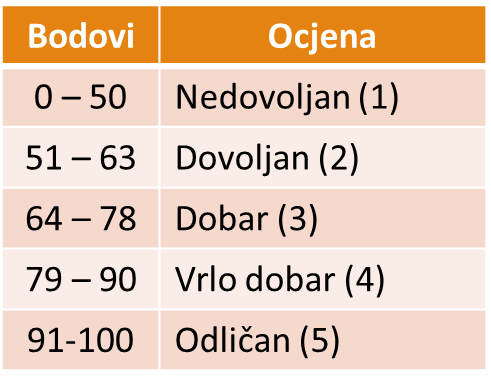 Bodovi Ocjena
0 – 50 Nedovoljan (1)
51 – 63 Dovoljan (2)
64 – 78 Dobar (3)
79 – 90 Vrlo dobar (4)
91-100 Odličan (5)